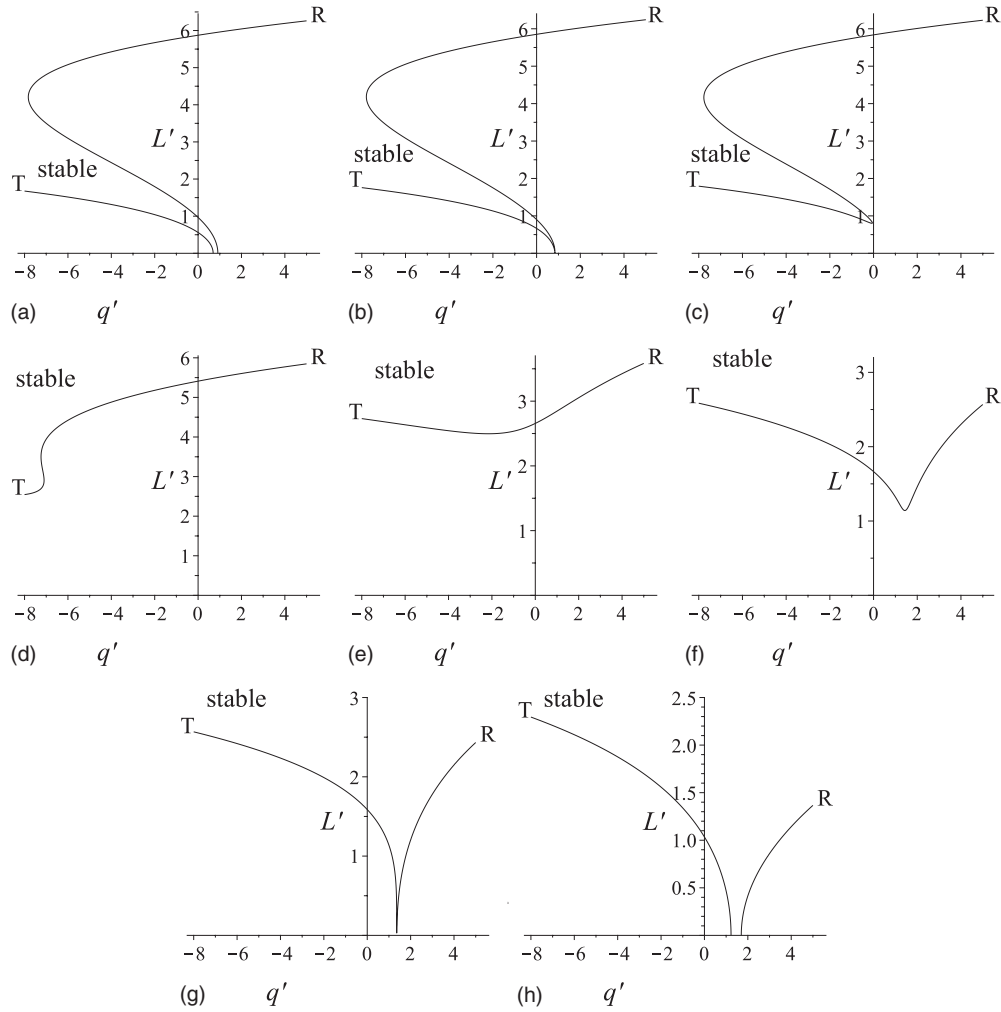 R
6
5
4
L′
3
stable
2
T
1
−8 −6 −4 −2 0 2 4
(a) q′
R
6
5
4
L′
3
stable
2
T
1
−8 −6 −4 −2 0 2 4
(b) q′
R
6
5
4
L′
3
stable
2
T
1
−8 −6 −4 −2 0 2 4
(c) q′
6
R
stable
5
4
T
L′
3
2
1
−8 −6 −4 −2 0 2 4
(d) q′
R
stable
3
T
L′
2
1
−8 −6 −4 −2 0 2 4
(e) q′
stable
3
T
R
2
L′
1
−8 −6 −4 −2 0 2 4
(f) q′
stable
3
T
R
2
L′
1
−8 −6 −4 −2 0 2 4
(g) q′
stable
2.5
T
2.0
1.5
R
L′
1.0
0.5
−8 −6 −4 −2 0 2 4
(h) q′